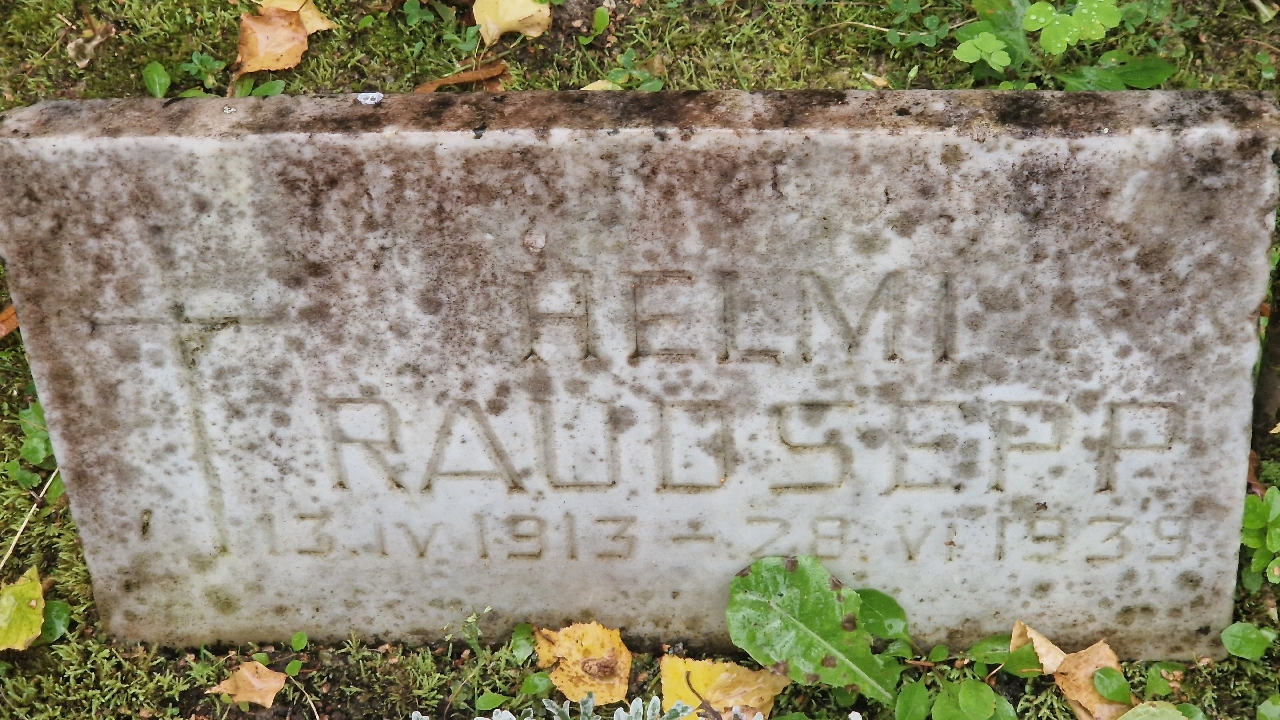 HELMI
RAUDSEPP
13. IV 1913 - 28. VI 1939